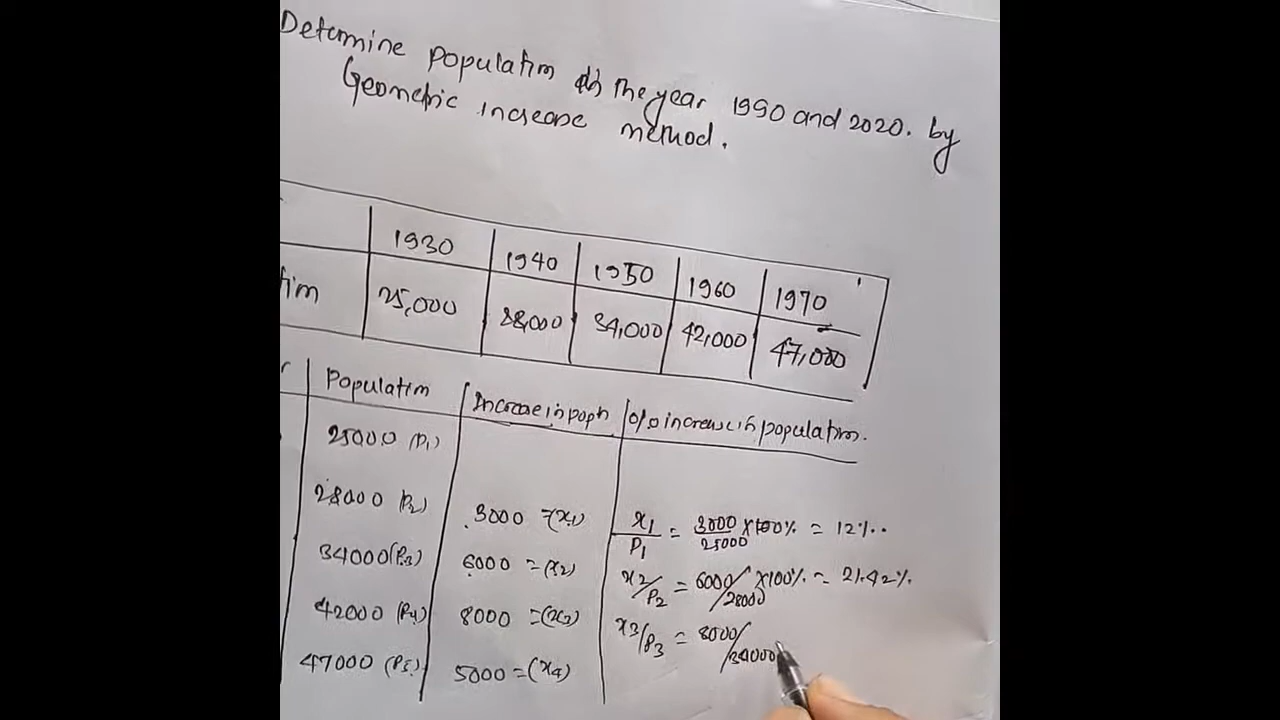 Determine population in the year 1990 and 2020. by
Geometric increase method.
1930 1940 1950 1960 1970
25,000 28,000 34,000 42,000 47,000
Population Increase in popn % increase in population.
25000 (P1)
28000 (P2) 3000 =(x1) x1/P1 = 3000/25000 x100% = 12%.
34000 (P3) 6000 =(x2) x2/P2 = 6000/28000 x100% = 21.42%
42000 (P4) 8000 =(x3) x3/P3 = 8000/34000
47000 (P5) 5000 =(x4)